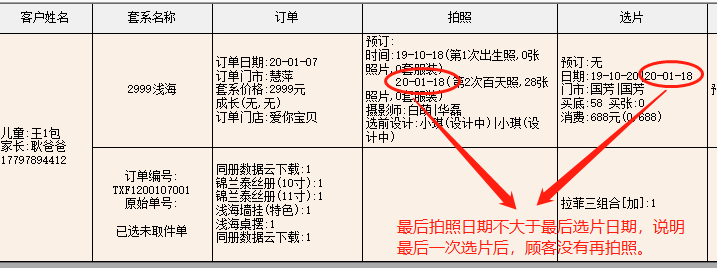 客户姓名 套系名称 订单 拍照 选片
儿童:王1包
家长:耿爸爸
17797894412
2999浅海
订单日期:20-01-07
订单门市:慧萍
套系价格:2999元
成长(无,无)
订单门店:爱你宝贝
预订:
时间:19-10-18(第1次出生照,0张
照片,0套服装)
20-01-18(第2次百天照,28张
照片,0套服装)
摄影师:白萌|华磊
选前设计:小琪(设计中)|小琪(设
计中)
预订:无
日期:19-10-20|20-01-18
门市:国芳|国芳
买底:58 买张:0
消费:688元(0,688)
订单编号:
TXF1200107001
原始单号:
已选未取件单
同册数据云下载:1
锦兰泰丝册(10寸):1
锦兰泰丝册(11寸):1
浅海墙挂(特色):1
浅海桌摆:1
同册数据云下载:1
拉菲三组合[加]:1
最后拍照日期不大于最后选片日期,说明
最后一次选片后,顾客没有再拍照。